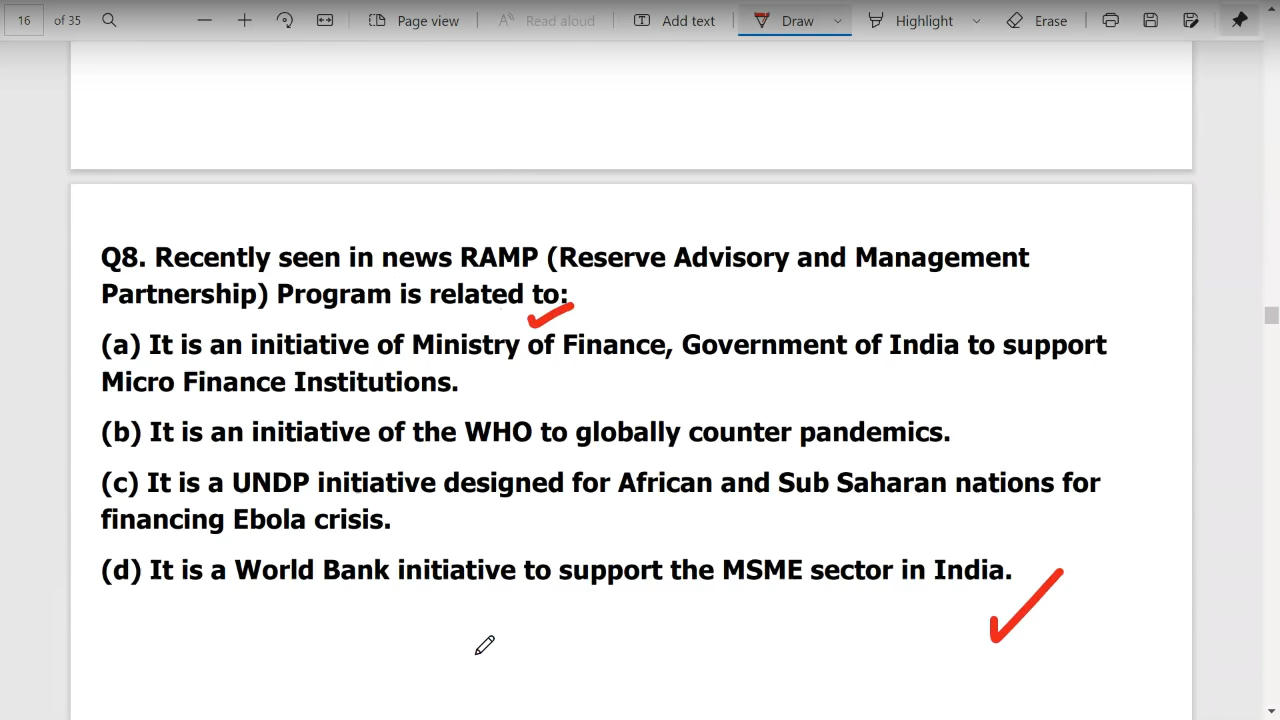 16 of 35 Page view Read aloud Add text Draw Highlight Erase
Q8. Recently seen in news RAMP (Reserve Advisory and Management
Partnership) Program is related to:
(a) It is an initiative of Ministry of Finance, Government of India to support
Micro Finance Institutions.
(b) It is an initiative of the WHO to globally counter pandemics.
(c) It is a UNDP initiative designed for African and Sub Saharan nations for
financing Ebola crisis.
(d) It is a World Bank initiative to support the MSME sector in India.